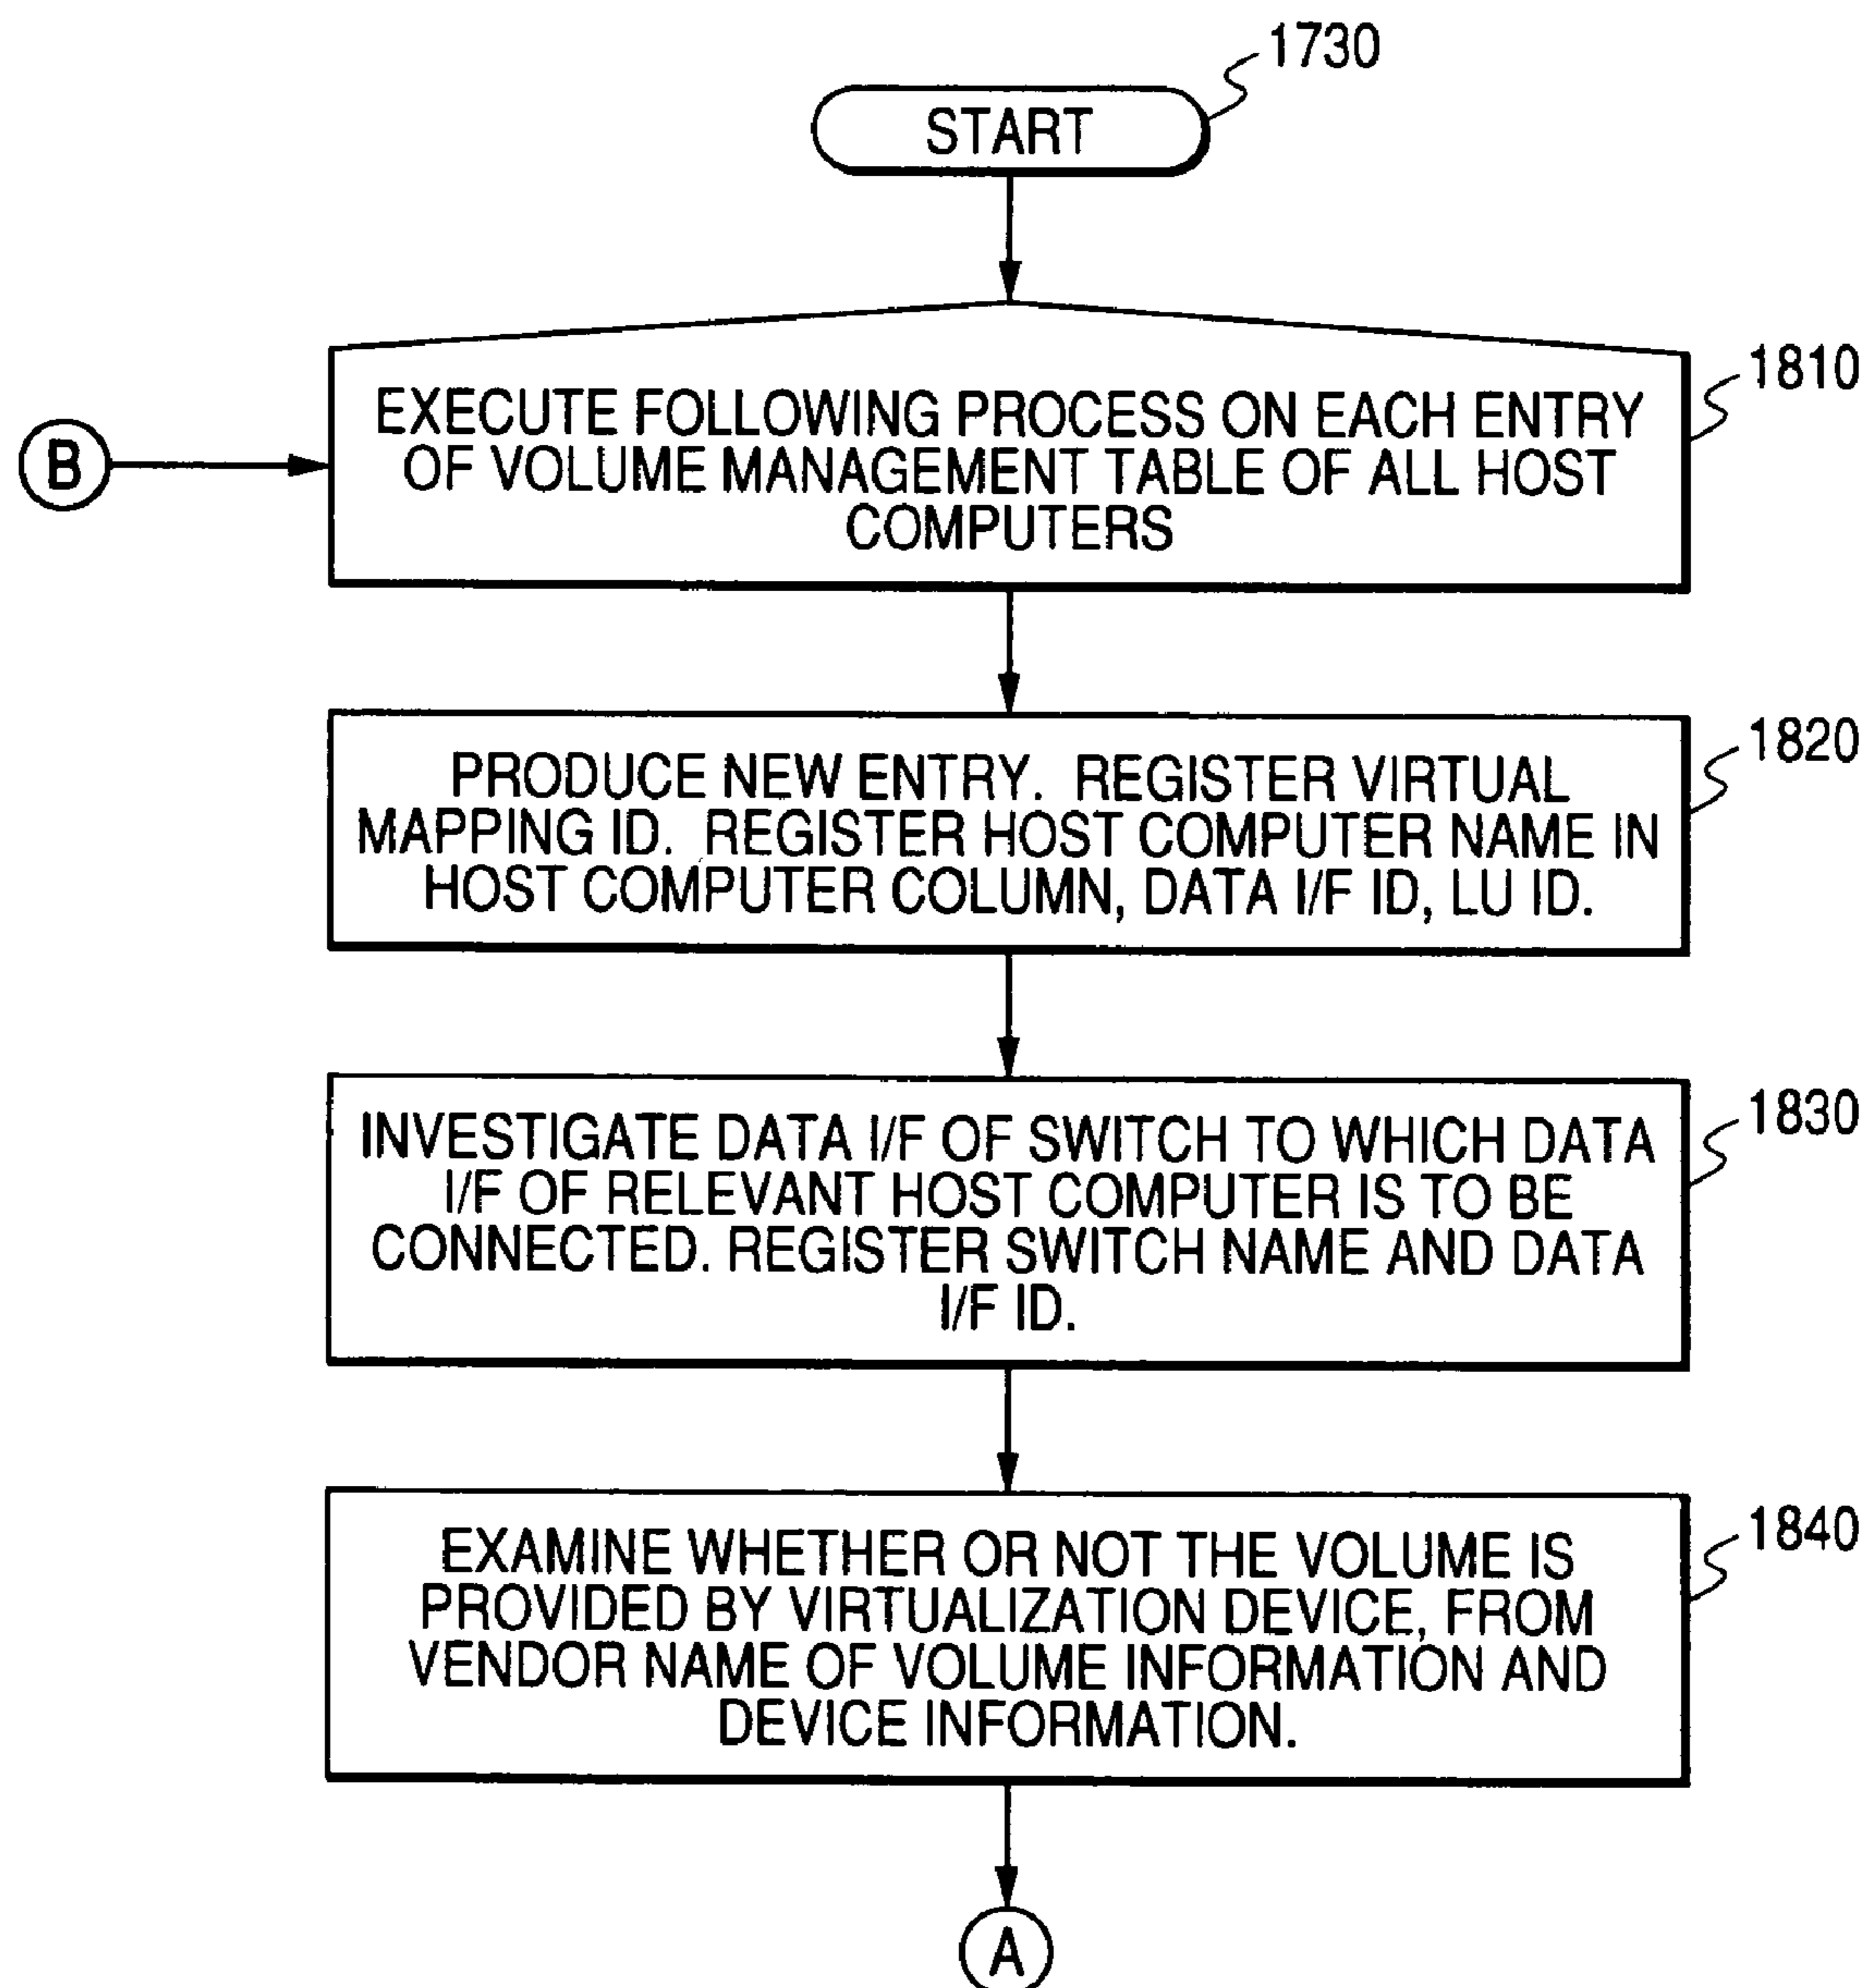 1730
START
1810
EXECUTE FOLLOWING PROCESS ON EACH ENTRY
OF VOLUME MANAGEMENT TABLE OF ALL HOST
COMPUTERS
B
1820
PRODUCE NEW ENTRY. REGISTER VIRTUAL
MAPPING ID. REGISTER HOST COMPUTER NAME IN
HOST COMPUTER COLUMN, DATA I/F ID, LU ID.
1830
INVESTIGATE DATA I/F OF SWITCH TO WHICH DATA
I/F OF RELEVANT HOST COMPUTER IS TO BE
CONNECTED. REGISTER SWITCH NAME AND DATA
I/F ID.
1840
EXAMINE WHETHER OR NOT THE VOLUME IS
PROVIDED BY VIRTUALIZATION DEVICE, FROM
VENDOR NAME OF VOLUME INFORMATION AND
DEVICE INFORMATION.
A